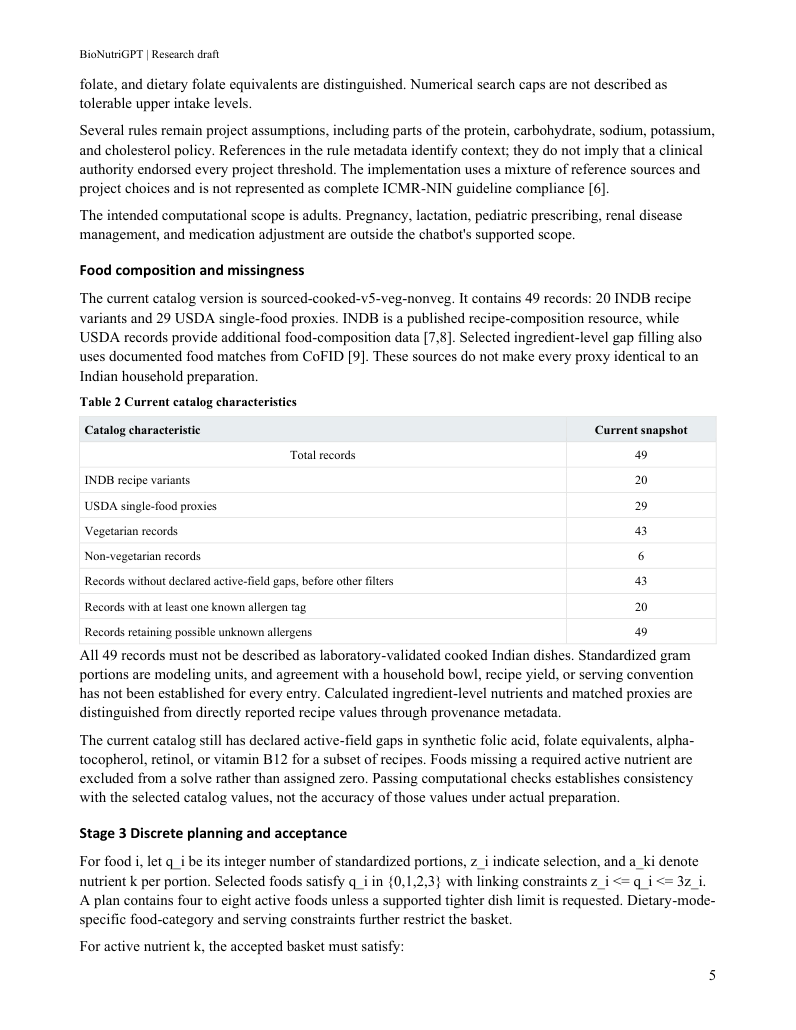 BioNutriGPT | Research draft
folate, and dietary folate equivalents are distinguished. Numerical search caps are not described as
tolerable upper intake levels.
Several rules remain project assumptions, including parts of the protein, carbohydrate, sodium, potassium,
and cholesterol policy. References in the rule metadata identify context; they do not imply that a clinical
authority endorsed every project threshold. The implementation uses a mixture of reference sources and
project choices and is not represented as complete ICMR-NIN guideline compliance [6].
The intended computational scope is adults. Pregnancy, lactation, pediatric prescribing, renal disease
management, and medication adjustment are outside the chatbot's supported scope.
Food composition and missingness
The current catalog version is sourced-cooked-v5-veg-nonveg. It contains 49 records: 20 INDB recipe
variants and 29 USDA single-food proxies. INDB is a published recipe-composition resource, while
USDA records provide additional food-composition data [7,8]. Selected ingredient-level gap filling also
uses documented food matches from CoFID [9]. These sources do not make every proxy identical to an
Indian household preparation.
Table 2 Current catalog characteristics
Catalog characteristic Current snapshot
Total records 49
INDB recipe variants 20
USDA single-food proxies 29
Vegetarian records 43
Non-vegetarian records 6
Records without declared active-field gaps, before other filters 43
Records with at least one known allergen tag 20
Records retaining possible unknown allergens 49
All 49 records must not be described as laboratory-validated cooked Indian dishes. Standardized gram
portions are modeling units, and agreement with a household bowl, recipe yield, or serving convention
has not been established for every entry. Calculated ingredient-level nutrients and matched proxies are
distinguished from directly reported recipe values through provenance metadata.
The current catalog still has declared active-field gaps in synthetic folic acid, folate equivalents, alpha-
tocopherol, retinol, or vitamin B12 for a subset of recipes. Foods missing a required active nutrient are
excluded from a solve rather than assigned zero. Passing computational checks establishes consistency
with the selected catalog values, not the accuracy of those values under actual preparation.
Stage 3 Discrete planning and acceptance
For food i, let q_i be its integer number of standardized portions, z_i indicate selection, and a_ki denote
nutrient k per portion. Selected foods satisfy q_i in {0,1,2,3} with linking constraints z_i <= q_i <= 3z_i.
A plan contains four to eight active foods unless a supported tighter dish limit is requested. Dietary-mode-
specific food-category and serving constraints further restrict the basket.
For active nutrient k, the accepted basket must satisfy:
5